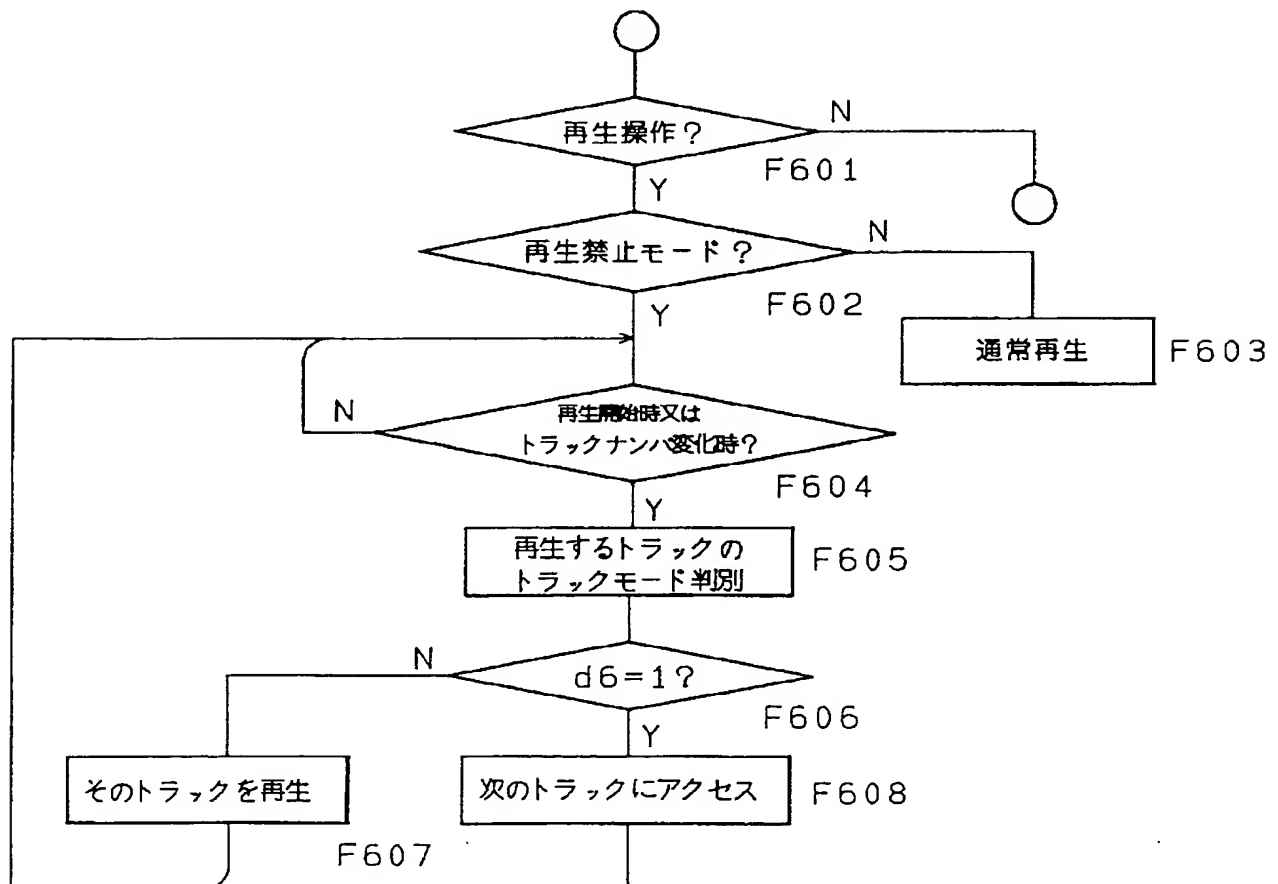 再生操作?
N
F601
Y
再生禁止モード?
N
F602
Y
通常再生
F603
再生開始時又は
トラックナンバ変化時?
N
F604
Y
再生するトラックの
トラックモード判別
F605
N
d6=1?
F606
Y
そのトラックを再生
次のトラックにアクセス
F608
F607